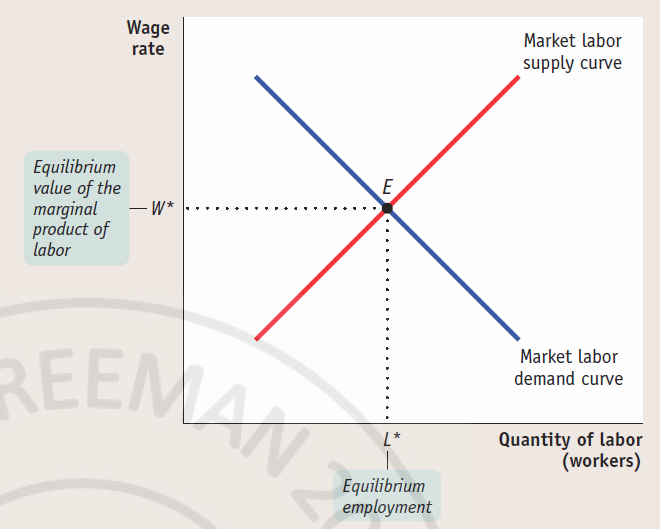 Wage
rate
Market labor
supply curve
Equilibrium
value of the
marginal
product of
labor
W*
E
Market labor
demand curve
L*
Quantity of labor
(workers)
Equilibrium
employment
REEMAN 20